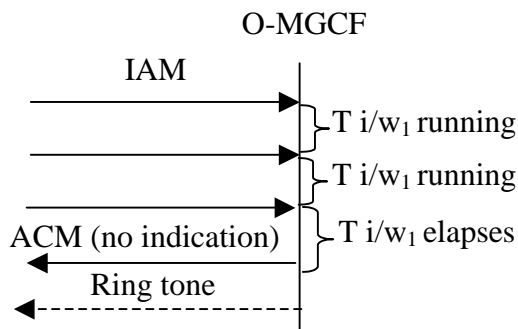 O-MGCF
IAM
T i/w₁ running
T i/w₁ running
ACM (no indication)
T i/w₁ elapses
Ring tone